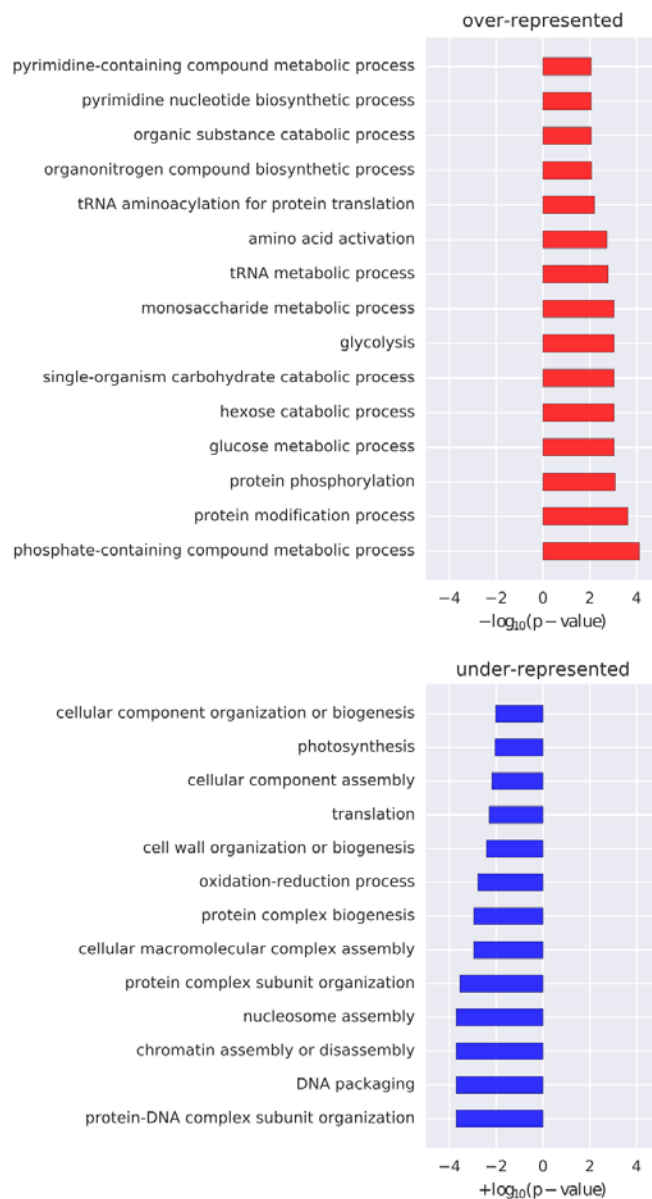 over-represented
pyrimidine-containing compound metabolic process
pyrimidine nucleotide biosynthetic process
organic substance catabolic process
organonitrogen compound biosynthetic process
tRNA aminoacylation for protein translation
amino acid activation
tRNA metabolic process
monosaccharide metabolic process
glycolysis
single-organism carbohydrate catabolic process
hexose catabolic process
glucose metabolic process
protein phosphorylation
protein modification process
phosphate-containing compound metabolic process
−4 −2 0 2 4
−log₁₀(p−value)
under-represented
cellular component organization or biogenesis
photosynthesis
cellular component assembly
translation
cell wall organization or biogenesis
oxidation-reduction process
protein complex biogenesis
cellular macromolecular complex assembly
protein complex subunit organization
nucleosome assembly
chromatin assembly or disassembly
DNA packaging
protein-DNA complex subunit organization
−4 −2 0 2 4
+log₁₀(p−value)